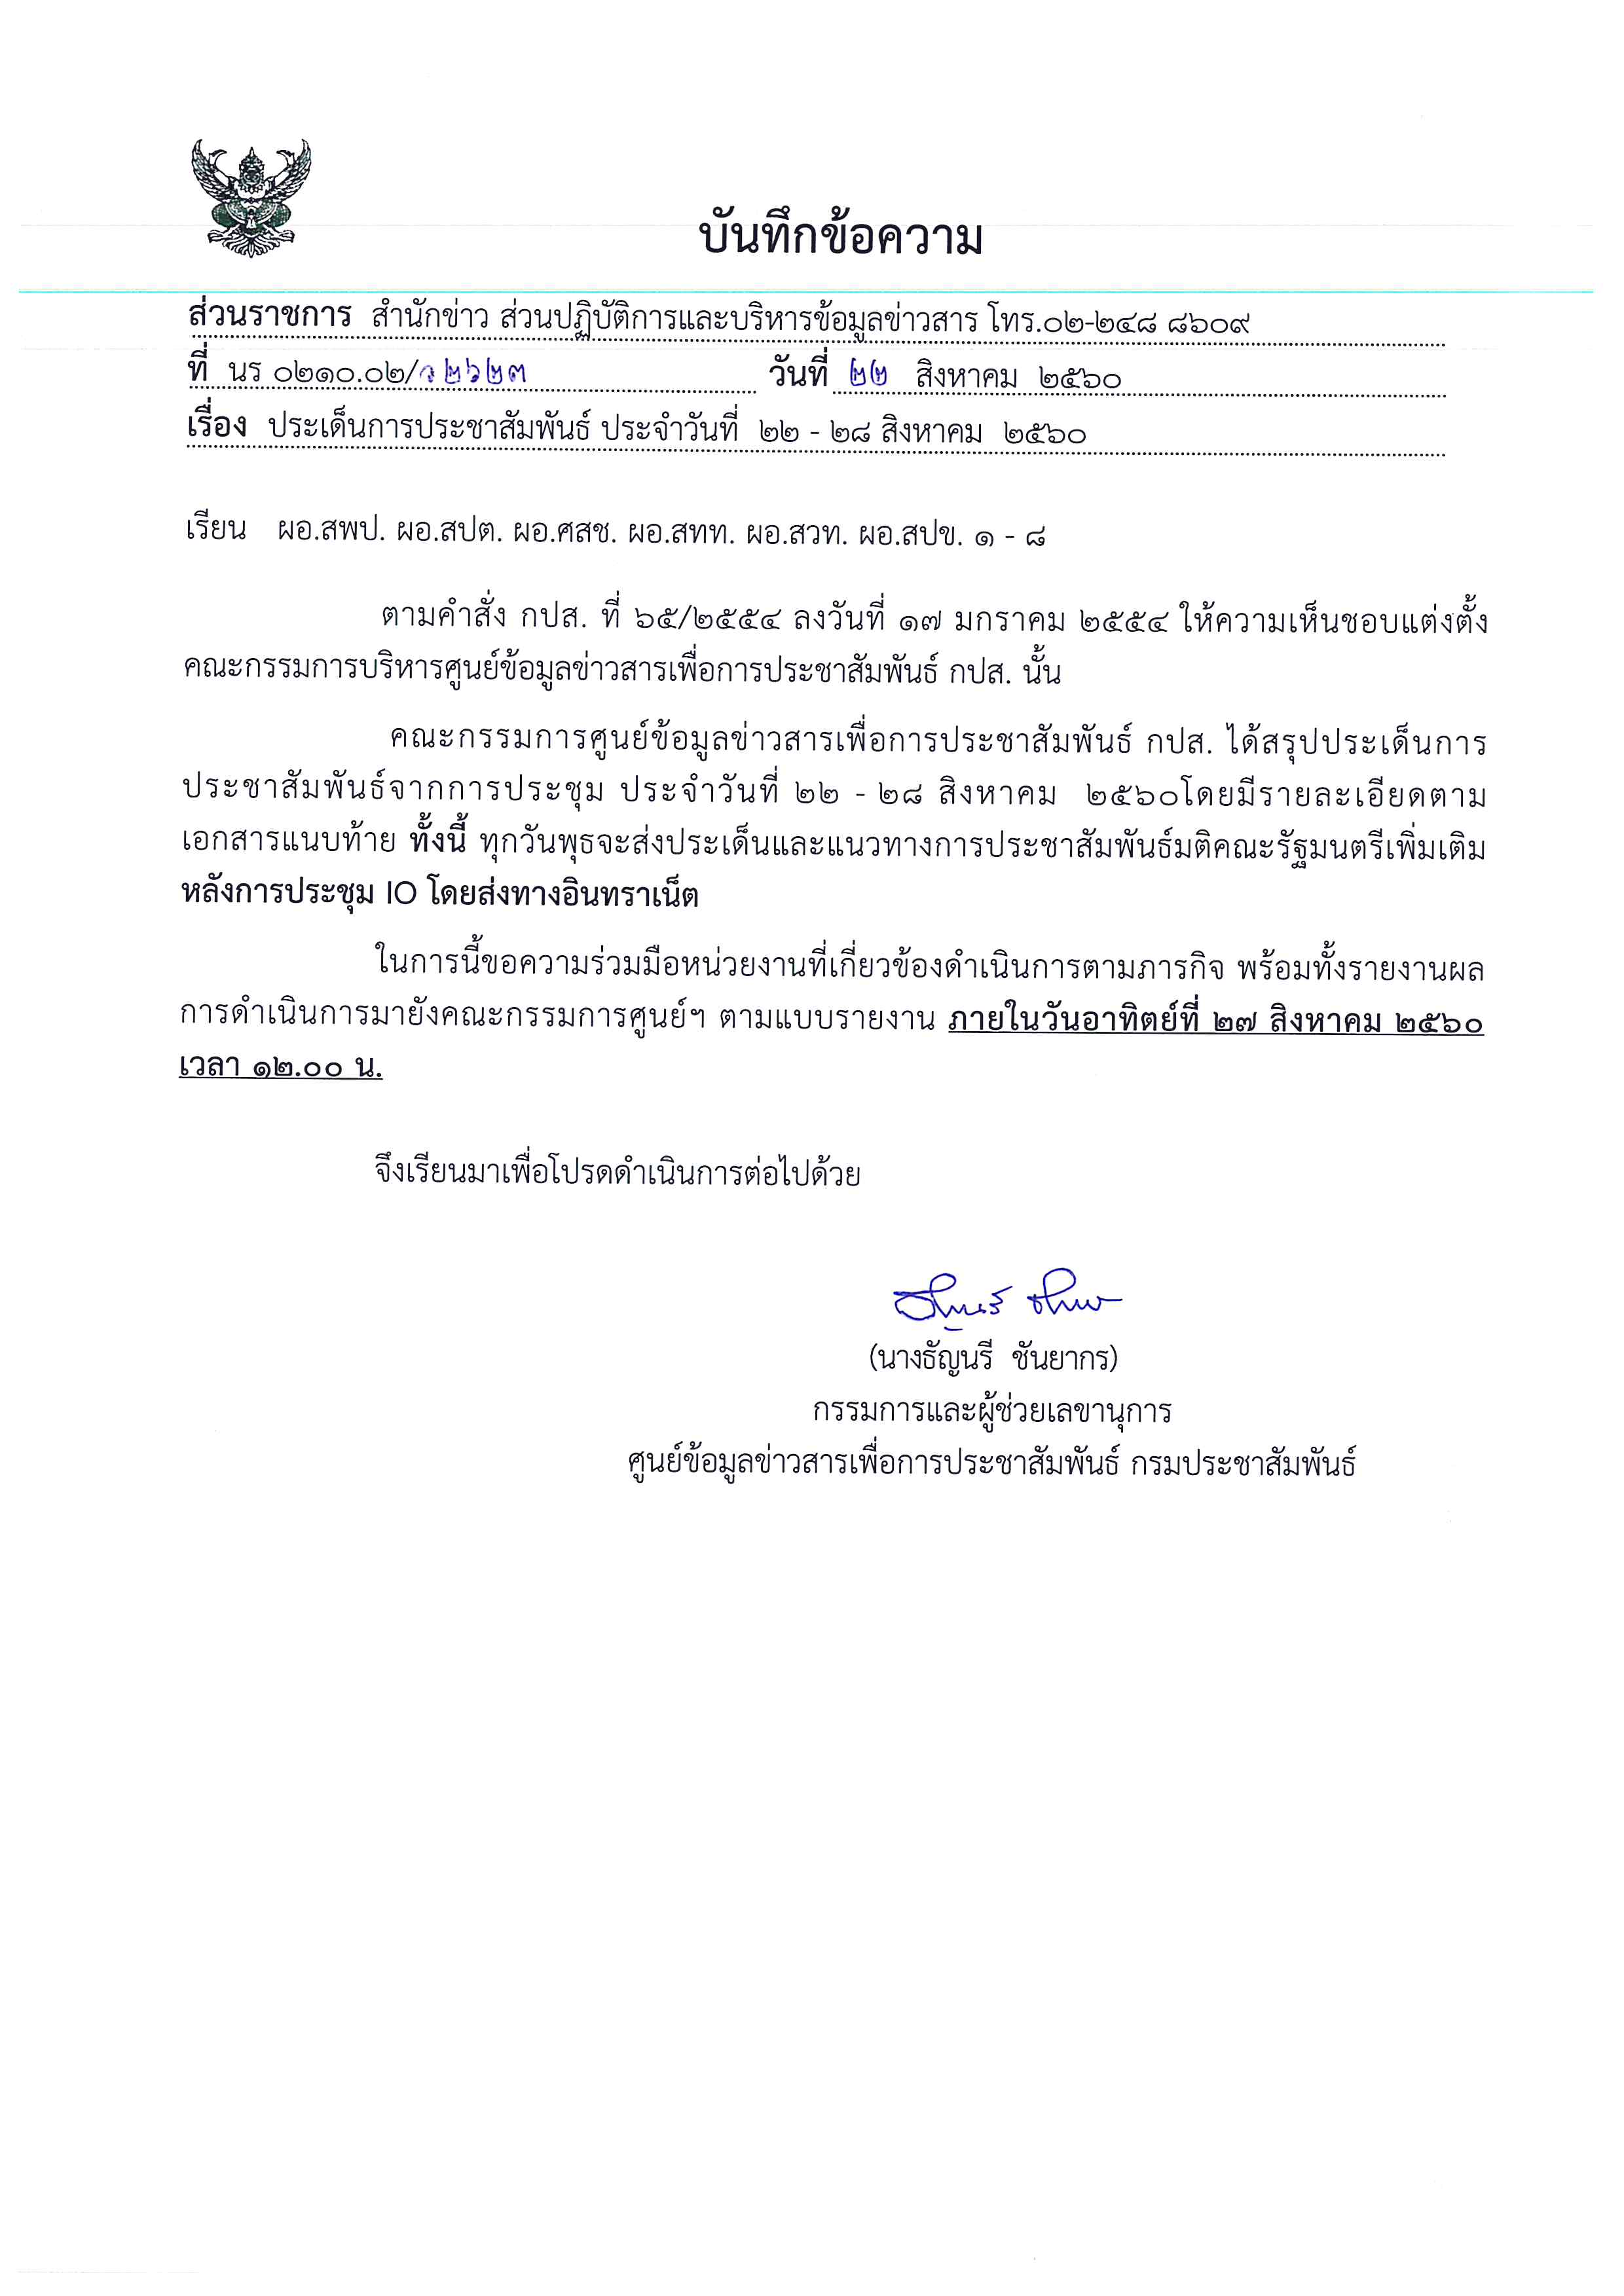 บันทึกข้อความ
ส่วนราชการ สำนักข่าว ส่วนปฏิบัติการและบริหารข้อมูลข่าวสาร โทร.๐๒-๒๔๘ ๘๖๐๙
ที่ นร ๐๒๑๐.๐๒/ว ๒๖๒๓ วันที่ ๒๒ สิงหาคม ๒๕๖๐
เรื่อง ประเด็นการประชาสัมพันธ์ ประจำวันที่ ๒๒ - ๒๘ สิงหาคม ๒๕๖๐
เรียน ผอ.สพป. ผอ.สปต. ผอ.ศสช. ผอ.สทท. ผอ.สวท. ผอ.สปข. ๑ - ๘
ตามคำสั่ง กปส. ที่ ๖๕/๒๕๕๔ ลงวันที่ ๑๗ มกราคม ๒๕๕๔ ให้ความเห็นชอบแต่งตั้ง
คณะกรรมการบริหารศูนย์ข้อมูลข่าวสารเพื่อการประชาสัมพันธ์ กปส. นั้น
คณะกรรมการศูนย์ข้อมูลข่าวสารเพื่อการประชาสัมพันธ์ กปส. ได้สรุปประเด็นการ
ประชาสัมพันธ์จากการประชุม ประจำวันที่ ๒๒ - ๒๘ สิงหาคม ๒๕๖๐โดยมีรายละเอียดตาม
เอกสารแนบท้าย ทั้งนี้ ทุกวันพุธจะส่งประเด็นและแนวทางการประชาสัมพันธ์มติคณะรัฐมนตรีเพิ่มเติม
หลังการประชุม IO โดยส่งทางอินทราเน็ต
ในการนี้ขอความร่วมมือหน่วยงานที่เกี่ยวข้องดำเนินการตามภารกิจ พร้อมทั้งรายงานผล
การดำเนินการมายังคณะกรรมการศูนย์ฯ ตามแบบรายงาน ภายในวันอาทิตย์ที่ ๒๗ สิงหาคม ๒๕๖๐
เวลา ๑๒.๐๐ น.
จึงเรียนมาเพื่อโปรดดำเนินการต่อไปด้วย
(นางธัญนรี ชันยากร)
กรรมการและผู้ช่วยเลขานุการ
ศูนย์ข้อมูลข่าวสารเพื่อการประชาสัมพันธ์ กรมประชาสัมพันธ์